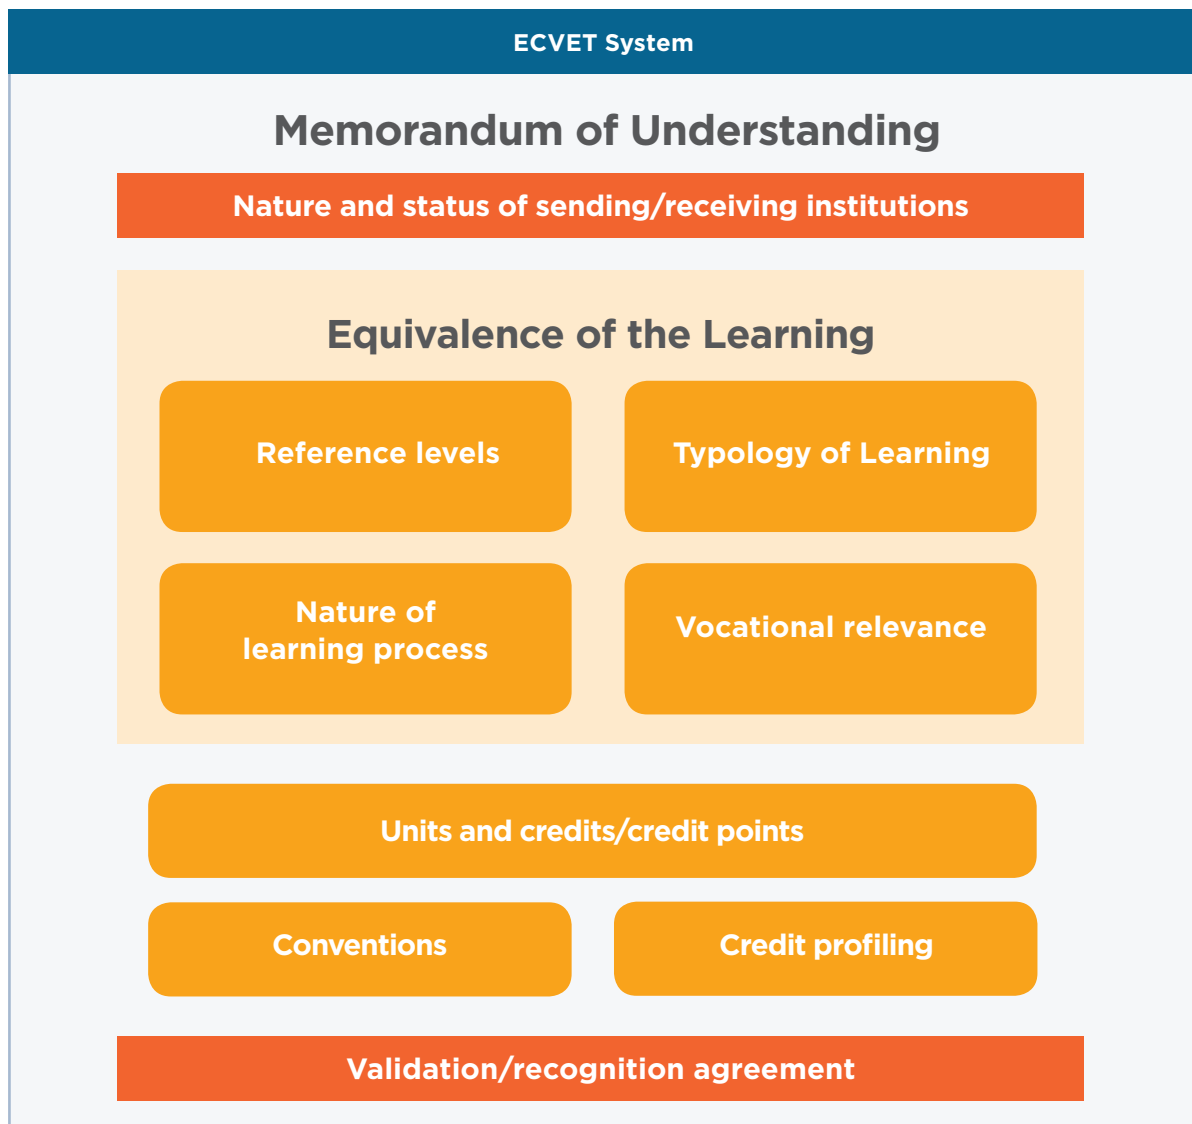 ECVET System
Memorandum of Understanding
Nature and status of sending/receiving institutions
Equivalence of the Learning
Reference levels
Typology of Learning
Nature of
learning process
Vocational relevance
Units and credits/credit points
Conventions
Credit profiling
Validation/recognition agreement